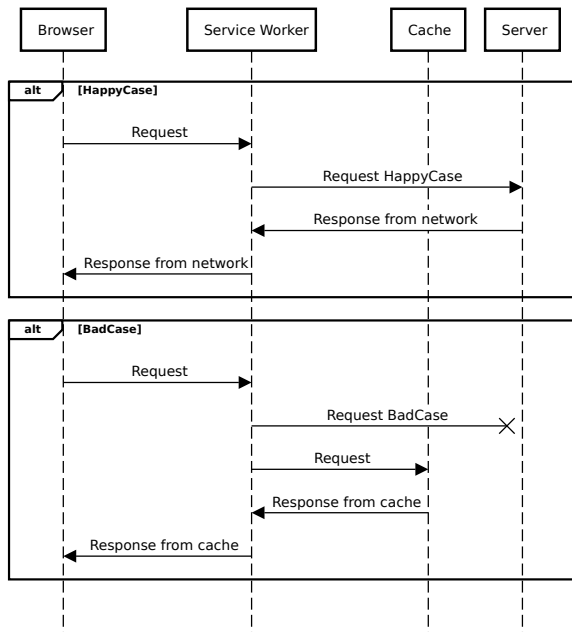 Browser
Service Worker
Cache
Server
alt [HappyCase]
Request
Request HappyCase
Response from network
Response from network
alt [BadCase]
Request
Request BadCase
Request
Response from cache
Response from cache